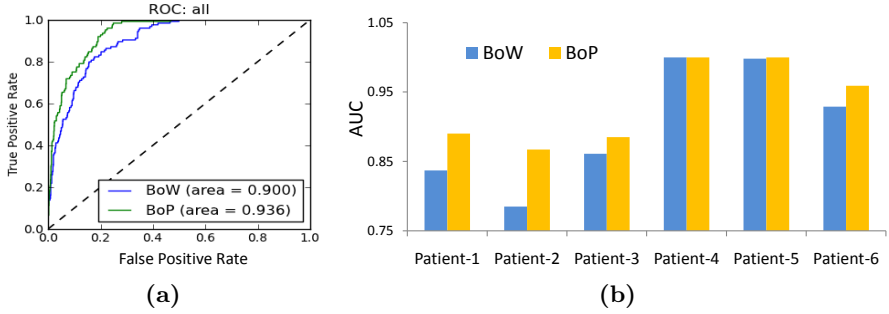 ROC: all
True Positive Rate
1.0
0.8
0.6
0.4
0.2
0.0
BoW (area = 0.900)
BoP (area = 0.936)
0.0 0.2 0.4 0.6 0.8 1.0
False Positive Rate
(a)
AUC
1.05
0.95
0.85
0.75
BoW BoP
Patient-1 Patient-2 Patient-3 Patient-4 Patient-5 Patient-6
(b)